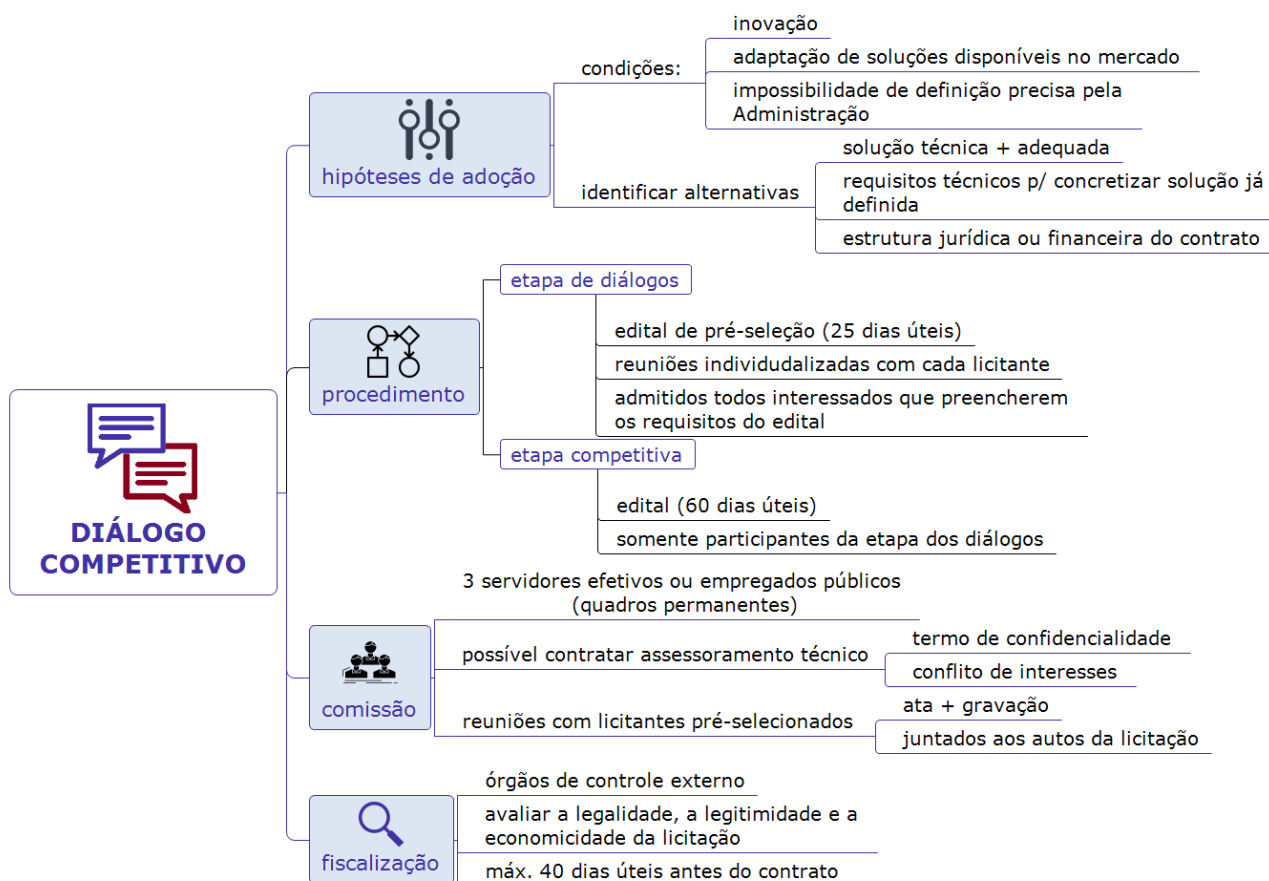 DIÁLOGO
COMPETITIVO
hipóteses de adoção
condições:
inovação
adaptação de soluções disponíveis no mercado
impossibilidade de definição precisa pela
Administração
identificar alternativas
solução técnica + adequada
requisitos técnicos p/ concretizar solução já
definida
estrutura jurídica ou financeira do contrato
procedimento
etapa de diálogos
edital de pré-seleção (25 dias úteis)
reuniões individudalizadas com cada licitante
admitidos todos interessados que preencherem
os requisitos do edital
etapa competitiva
edital (60 dias úteis)
somente participantes da etapa dos diálogos
comissão
3 servidores efetivos ou empregados públicos
(quadros permanentes)
possível contratar assessoramento técnico
termo de confidencialidade
conflito de interesses
reuniões com licitantes pré-selecionados
ata + gravação
juntados aos autos da licitação
fiscalização
órgãos de controle externo
avaliar a legalidade, a legitimidade e a
economicidade da licitação
máx. 40 dias úteis antes do contrato